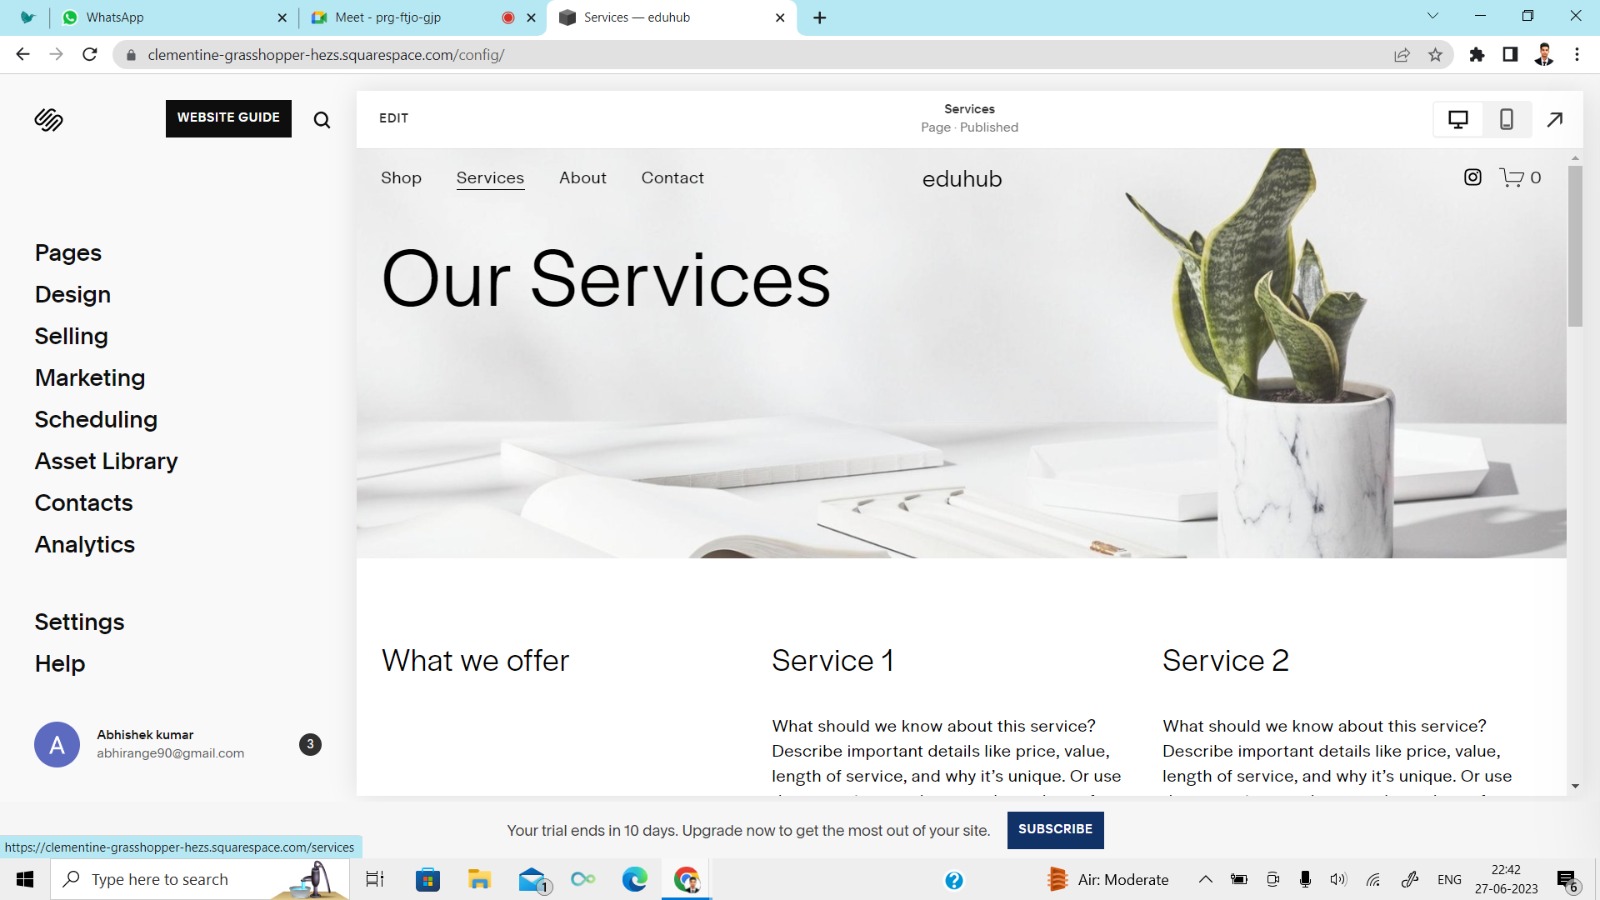 WhatsApp
Meet - prg-ftjo-gjp
Services — eduhub
clementine-grasshopper-hezs.squarespace.com/config/
WEBSITE GUIDE
EDIT
Services
Page · Published
Shop
Services
About
Contact
eduhub
0
Our Services
Pages
Design
Selling
Marketing
Scheduling
Asset Library
Contacts
Analytics
Settings
Help
A
Abhishek kumar
abhirange90@gmail.com
3
What we offer
Service 1
What should we know about this service?
Describe important details like price, value,
length of service, and why it's unique. Or use
Service 2
What should we know about this service?
Describe important details like price, value,
length of service, and why it's unique. Or use
Your trial ends in 10 days. Upgrade now to get the most out of your site.
SUBSCRIBE
https://clementine-grasshopper-hezs.squarespace.com/services
Type here to search
1
Air: Moderate
ENG
22:42
27-06-2023
6